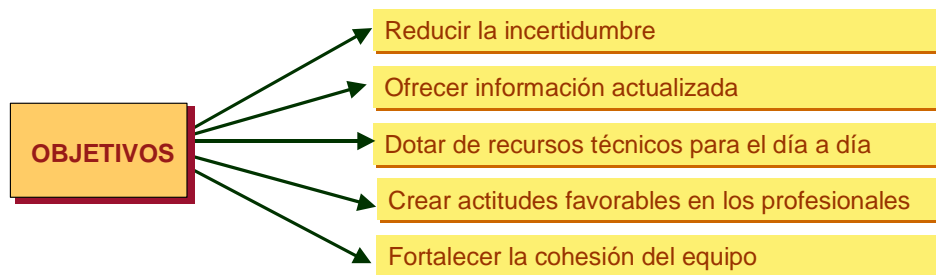 OBJETIVOS
Reducir la incertidumbre
Ofrecer información actualizada
Dotar de recursos técnicos para el día a día
Crear actitudes favorables en los profesionales
Fortalecer la cohesión del equipo